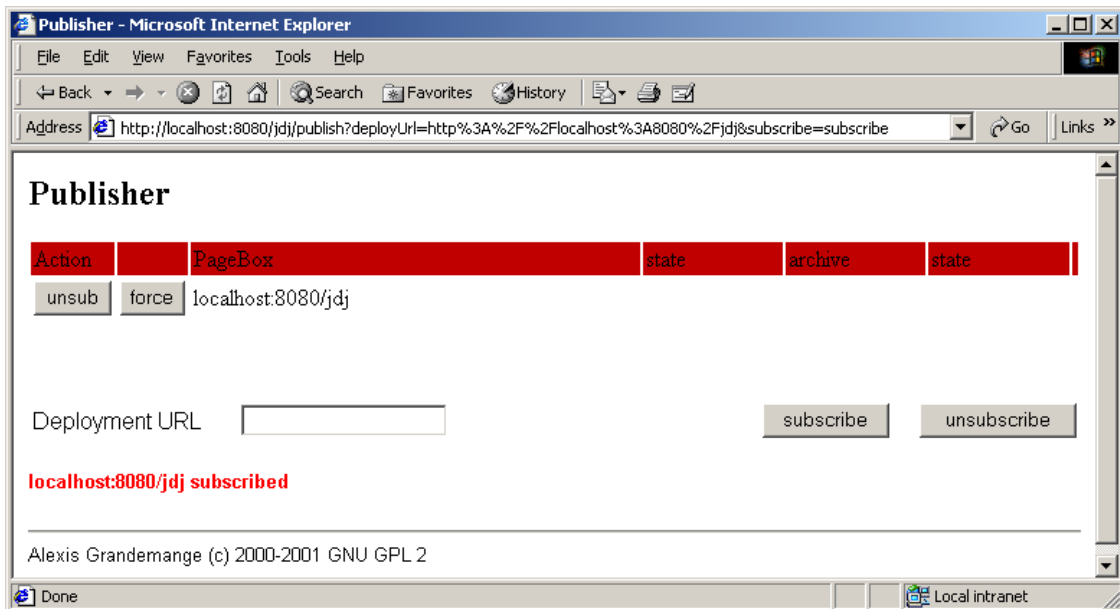 Publisher - Microsoft Internet Explorer
File Edit View Favorites Tools Help
Back Search Favorites History
Address http://localhost:8080/jdj/publish?deployUrl=http%3A%2F%2Flocalhost%3A8080%2Fjdj&subscribe=subscribe Go Links »
Publisher
Action PageBox state archive state
unsub force localhost:8080/jdj
Deployment URL subscribe unsubscribe
localhost:8080/jdj subscribed
Alexis Grandemange (c) 2000-2001 GNU GPL 2
Done Local intranet